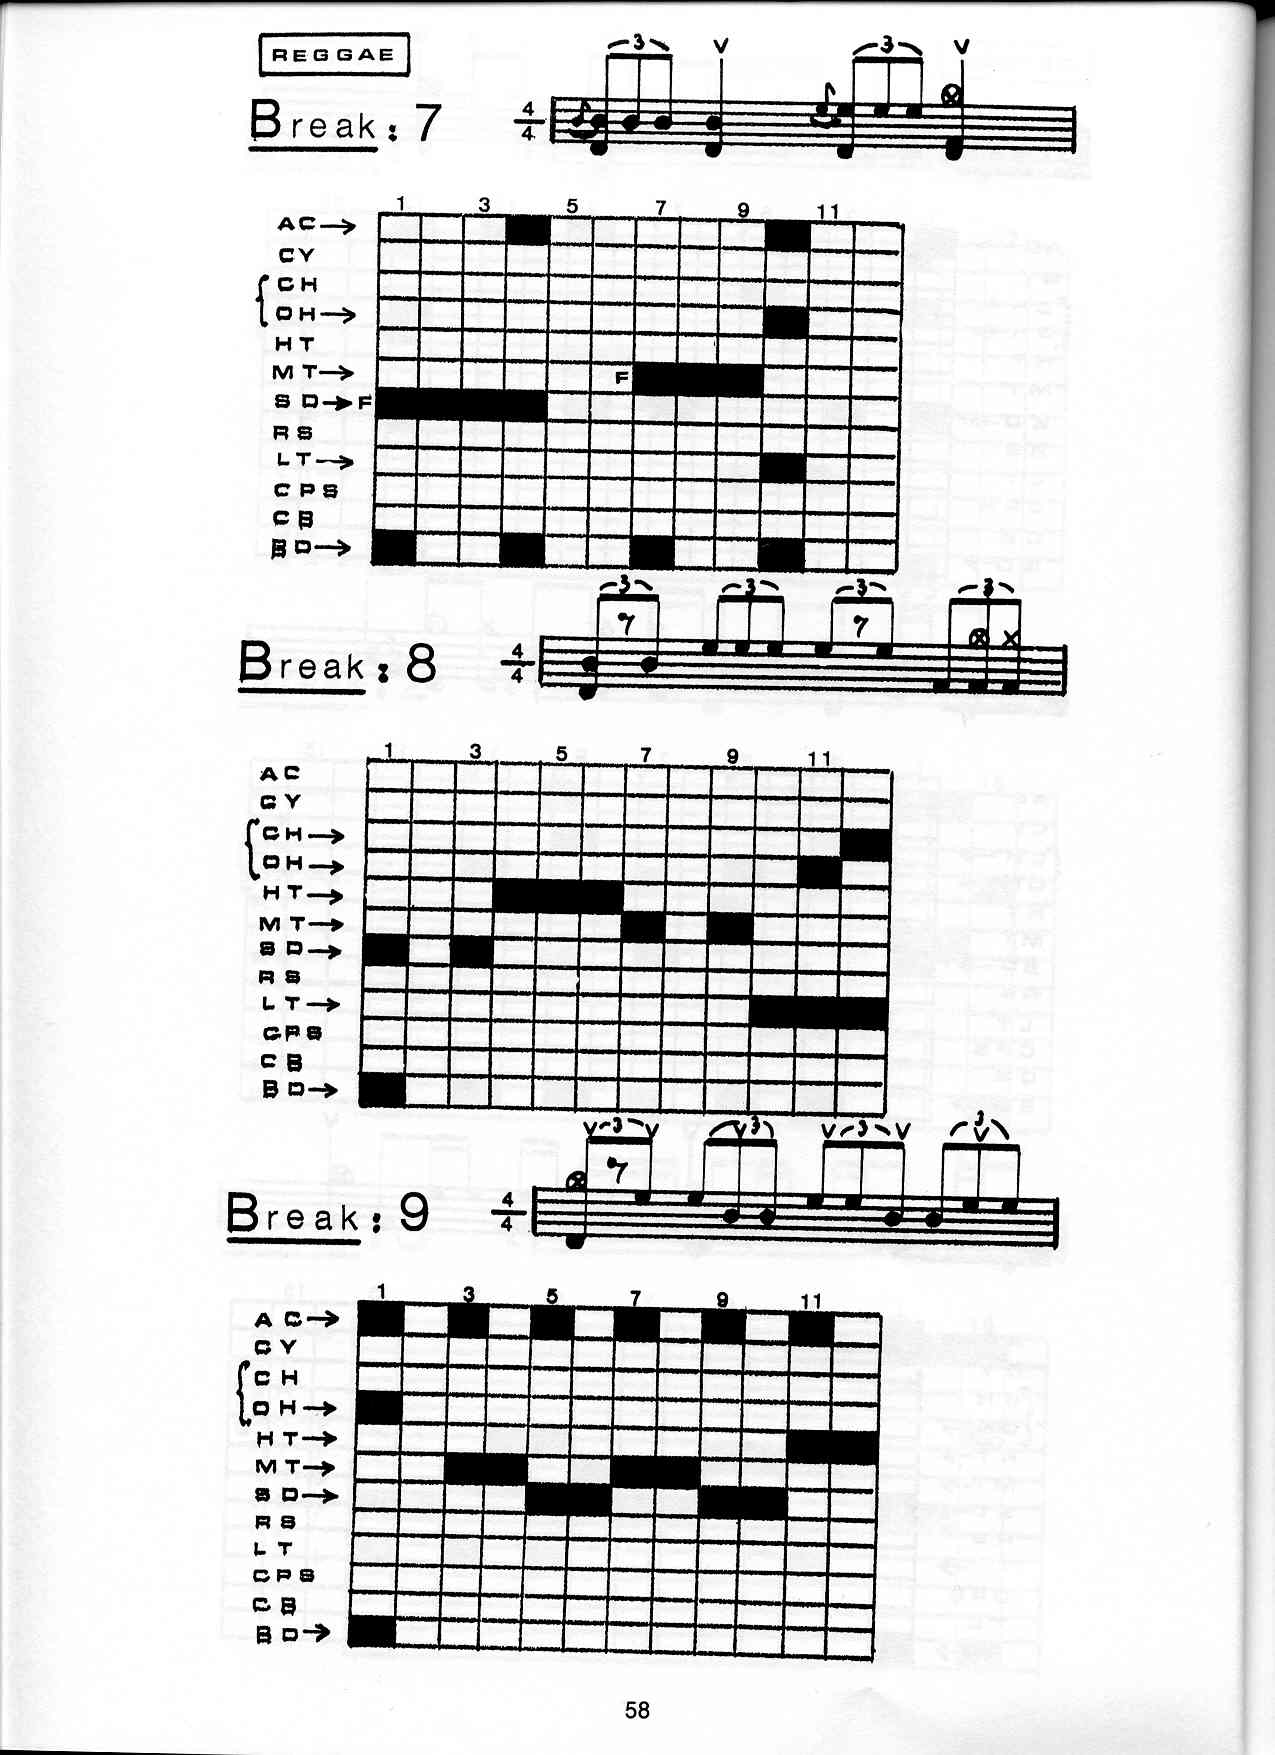 REGGAE
3 V 3 V
Break: 7 4/4
1 3 5 7 9 11
AC→
CY
CH
OH→
HT
MT→ F
SD→F
RS
LT→
CPS
CB
BD→
3 3 3 3
Break: 8 4/4
1 3 5 7 9 11
AC
CY
CH→
OH→
HT→
MT→
SD→
RS
LT→
CPS
CB
BD→
V 3 V V 3 V 3 V 3 V
Break: 9 4/4
1 3 5 7 9 11
AC→
CY
CH
OH→
HT→
MT→
SD→
RS
LT
CPS
CB
BD→
58